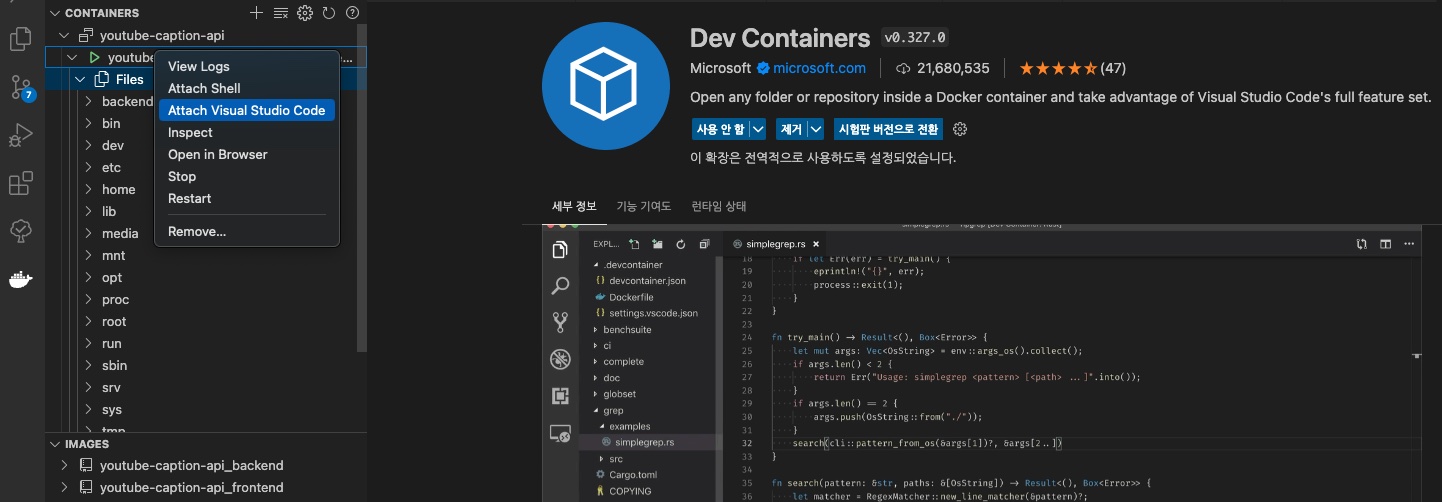 CONTAINERS
youtube-caption-api
youtube-
...
Files
View Logs
Attach Shell
Attach Visual Studio Code
Inspect
Open in Browser
Stop
Restart
Remove...
backend
bin
dev
etc
home
lib
media
mnt
opt
proc
root
run
sbin
srv
sys
tmp
7
IMAGES
youtube-caption-api_backend
youtube-caption-api_frontend
Dev Containers v0.327.0
Microsoft microsoft.com 21,680,535 (47)
Open any folder or repository inside a Docker container and take advantage of Visual Studio Code's full feature set.
사용 안 함 제거 시험판 버전으로 전환
이 확장은 전역적으로 사용하도록 설정되었습니다.
세부 정보 기능 기여도 런타임 상태
EXPL...
.devcontainer
{} devcontainer.json
Dockerfile
{} settings.vscode.json
benchsuite
ci
complete
doc
globset
grep
examples
simplegrep.rs
src
Cargo.toml
COPYING
simplegrep.rs ×
18 if let Err(err) = try_main() {
19 eprintln!("{}", err);
20 process::exit(1);
21 }
22 }
23
24 fn try_main() → Result<(), Box<Error>> {
25 let mut args: Vec<OsString> = env::args_os().collect();
26 if args.len() < 2 {
27 return Err("Usage: simplegrep <pattern> [<path> ...]".into());
28 }
29 if args.len() == 2 {
30 args.push(OsString::from("./"));
31 }
32 search(cli::pattern_from_os(&args[1])?, &args[2..])
33 }
34
35 fn search(pattern: &str, paths: &[OsString]) → Result<(), Box<Error>> {
36 let matcher = RegexMatcher::new_line_matcher(&pattern)?;